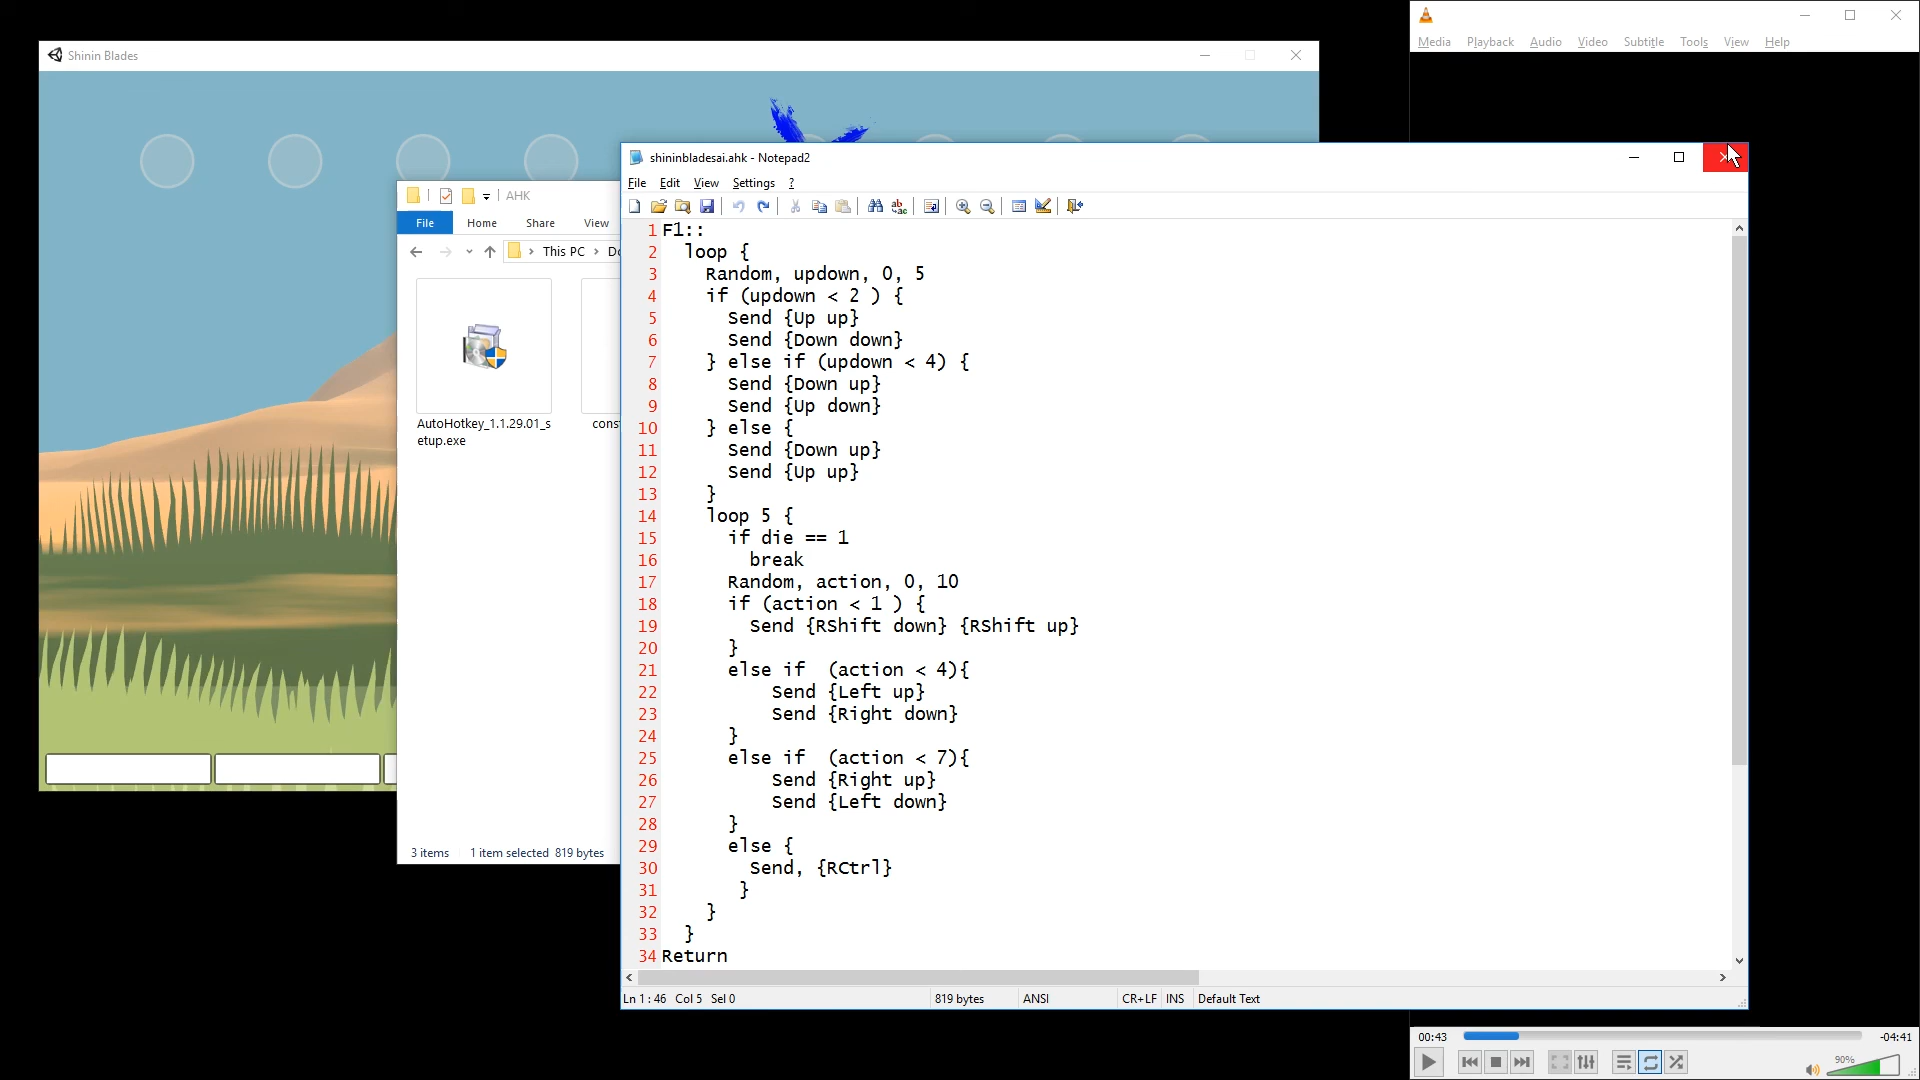 Shinin Blades
Media Playback Audio Video Subtitle Tools View Help
AHK
File Home Share View
This PC
AutoHotkey_1.1.29.01_s
etup.exe
3 items 1 item selected 819 bytes
shininbladesai.ahk - Notepad2
File Edit View Settings ?
1 F1::
2 loop {
3 Random, updown, 0, 5
4 if (updown < 2 ) {
5 Send {Up up}
6 Send {Down down}
7 } else if (updown < 4) {
8 Send {Down up}
9 Send {Up down}
10 } else {
11 Send {Down up}
12 Send {Up up}
13 }
14 loop 5 {
15 if die == 1
16 break
17 Random, action, 0, 10
18 if (action < 1 ) {
19 Send {RShift down} {RShift up}
20 }
21 else if  (action < 4){
22 Send {Left up}
23 Send {Right down}
24 }
25 else if  (action < 7){
26 Send {Right up}
27 Send {Left down}
28 }
29 else {
30 Send, {RCtrl}
31 }
32 }
33 }
34 Return
Ln 1 : 46 Col 5 Sel 0 819 bytes ANSI CR+LF INS Default Text
00:43 -04:41
90%